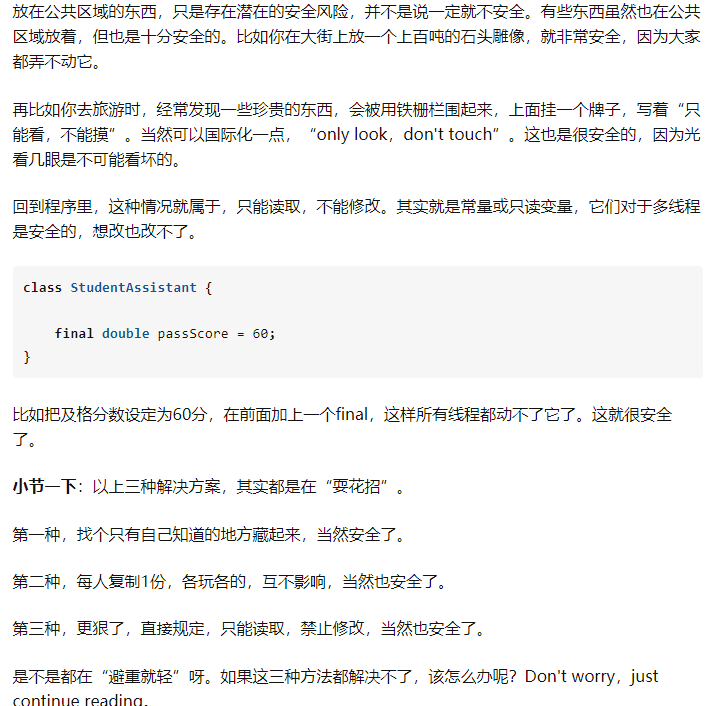 放在公共区域的东西，只是存在潜在的安全风险，并不是说一定就不安全。有些东西虽然也在公共
区域放着，但也是十分安全的。比如你在大街上放一个上百吨的石头雕像，就非常安全，因为大家
都弄不动它。
再比如你去旅游时，经常发现一些珍贵的东西，会被用铁栅栏围起来，上面挂一个牌子，写着“只
能看，不能摸”。当然可以国际化一点，“only look，don't touch”。这也是很安全的，因为光
看几眼是不可能看坏的。
回到程序里，这种情况就属于，只能读取，不能修改。其实就是常量或只读变量，它们对于多线程
是安全的，想改也改不了。
class StudentAssistant {
    final double passScore = 60;
}
比如把及格分数设定为60分，在前面加上一个final，这样所有线程都动不了它了。这就很安全
了。
小节一下：以上三种解决方案，其实都是在“耍花招”。
第一种，找个只有自己知道的地方藏起来，当然安全了。
第二种，每人复制1份，各玩各的，互不影响，当然也安全了。
第三种，更狠了，直接规定，只能读取，禁止修改，当然也安全了。
是不是都在“避重就轻”呀。如果这三种方法都解决不了，该怎么办呢？Don't worry，just
continue reading。